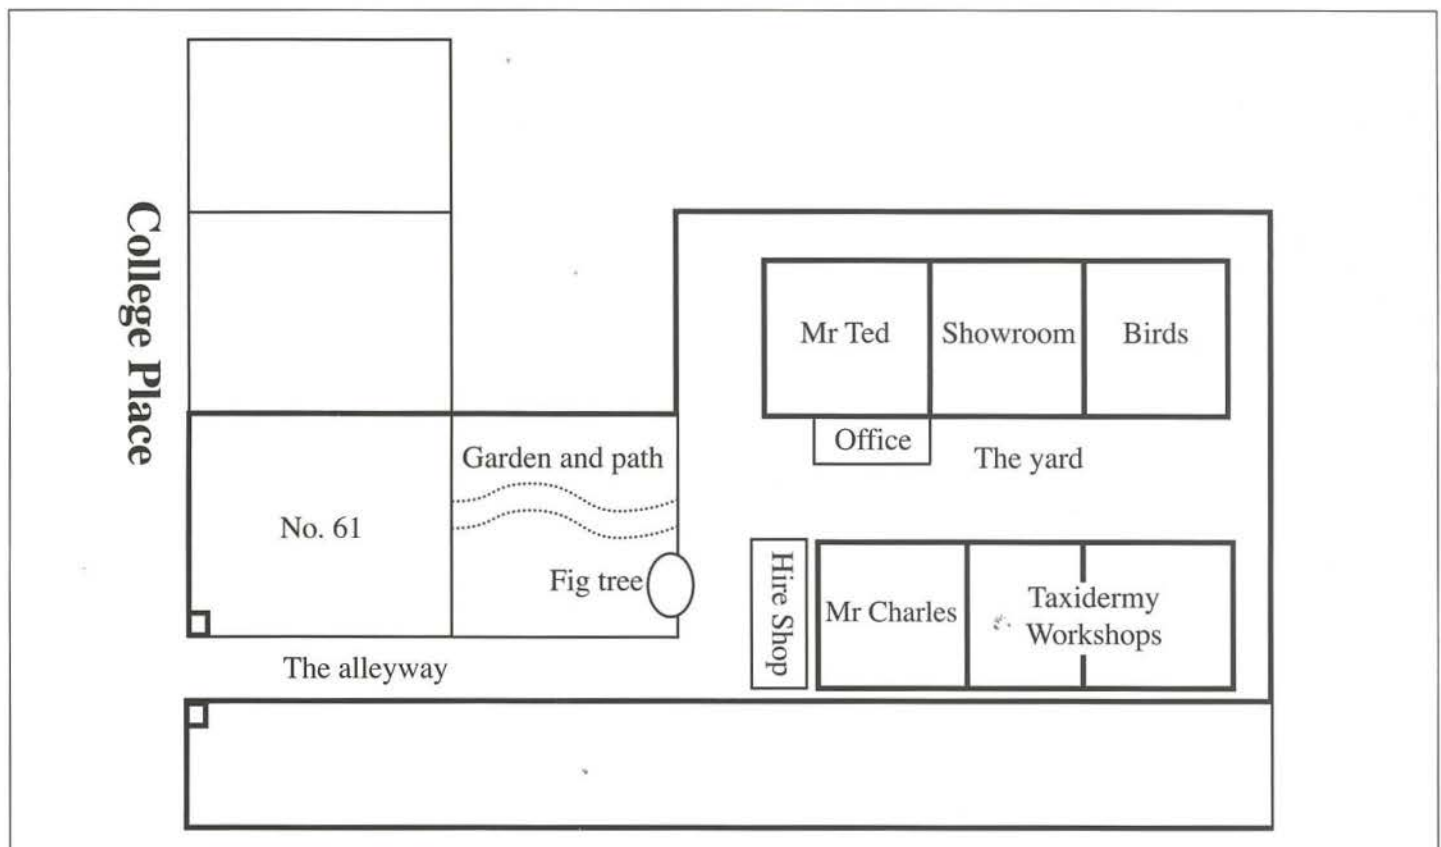 College Place
Mr Ted
Showroom
Birds
Office
The yard
Garden and path
No. 61
Fig tree
Hire Shop
Mr Charles
Taxidermy
Workshops
The alleyway